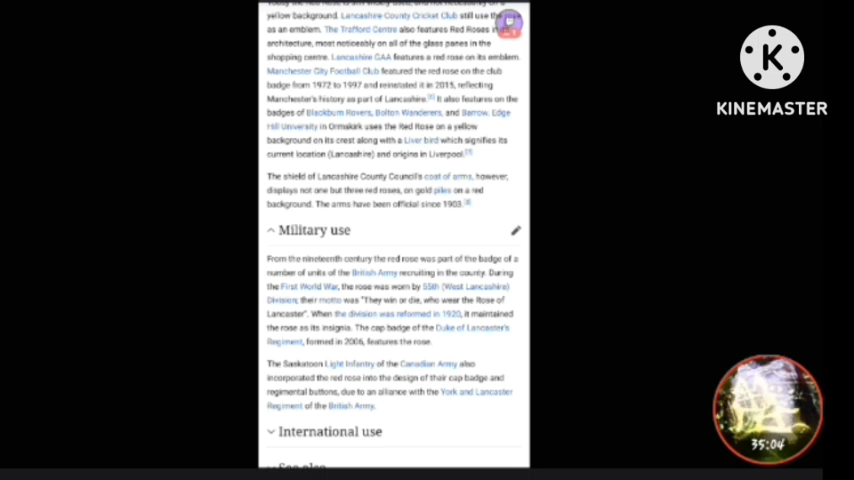 yellow background. Lancashire County Cricket Club still use the rose
as an emblem. The Trafford Centre also features Red Roses in its
architecture, most noticeably on all of the glass panes in the
shopping centre. Lancashire GAA features a red rose on its emblem.
Manchester City Football Club featured the red rose on the club
badge from 1972 to 1997 and reinstated it in 2015, reflecting
Manchester's history as part of Lancashire. It also features on the
badges of Blackburn Rovers, Bolton Wanderers, and Barrow. Edge
Hill University in Ormskirk uses the Red Rose on a yellow
background on its crest along with a Liver bird which signifies its
current location (Lancashire) and origins in Liverpool.[7]
The shield of Lancashire County Council's coat of arms, however,
displays not one but three red roses, on gold piles on a red
background. The arms have been official since 1903.[8]
Military use
From the nineteenth century the red rose was part of the badge of a
number of units of the British Army recruiting in the county. During
the First World War, the rose was worn by 55th (West Lancashire)
Division; their motto was "They win or die, who wear the Rose of
Lancaster". When the division was reformed in 1920, it maintained
the rose as its insignia. The cap badge of the Duke of Lancaster's
Regiment, formed in 2006, features the rose.
The Saskatoon Light Infantry of the Canadian Army also
incorporated the red rose into the design of their cap badge and
regimental buttons, due to an alliance with the York and Lancaster
Regiment of the British Army.
International use
See also
K
KINEMASTER
35:04